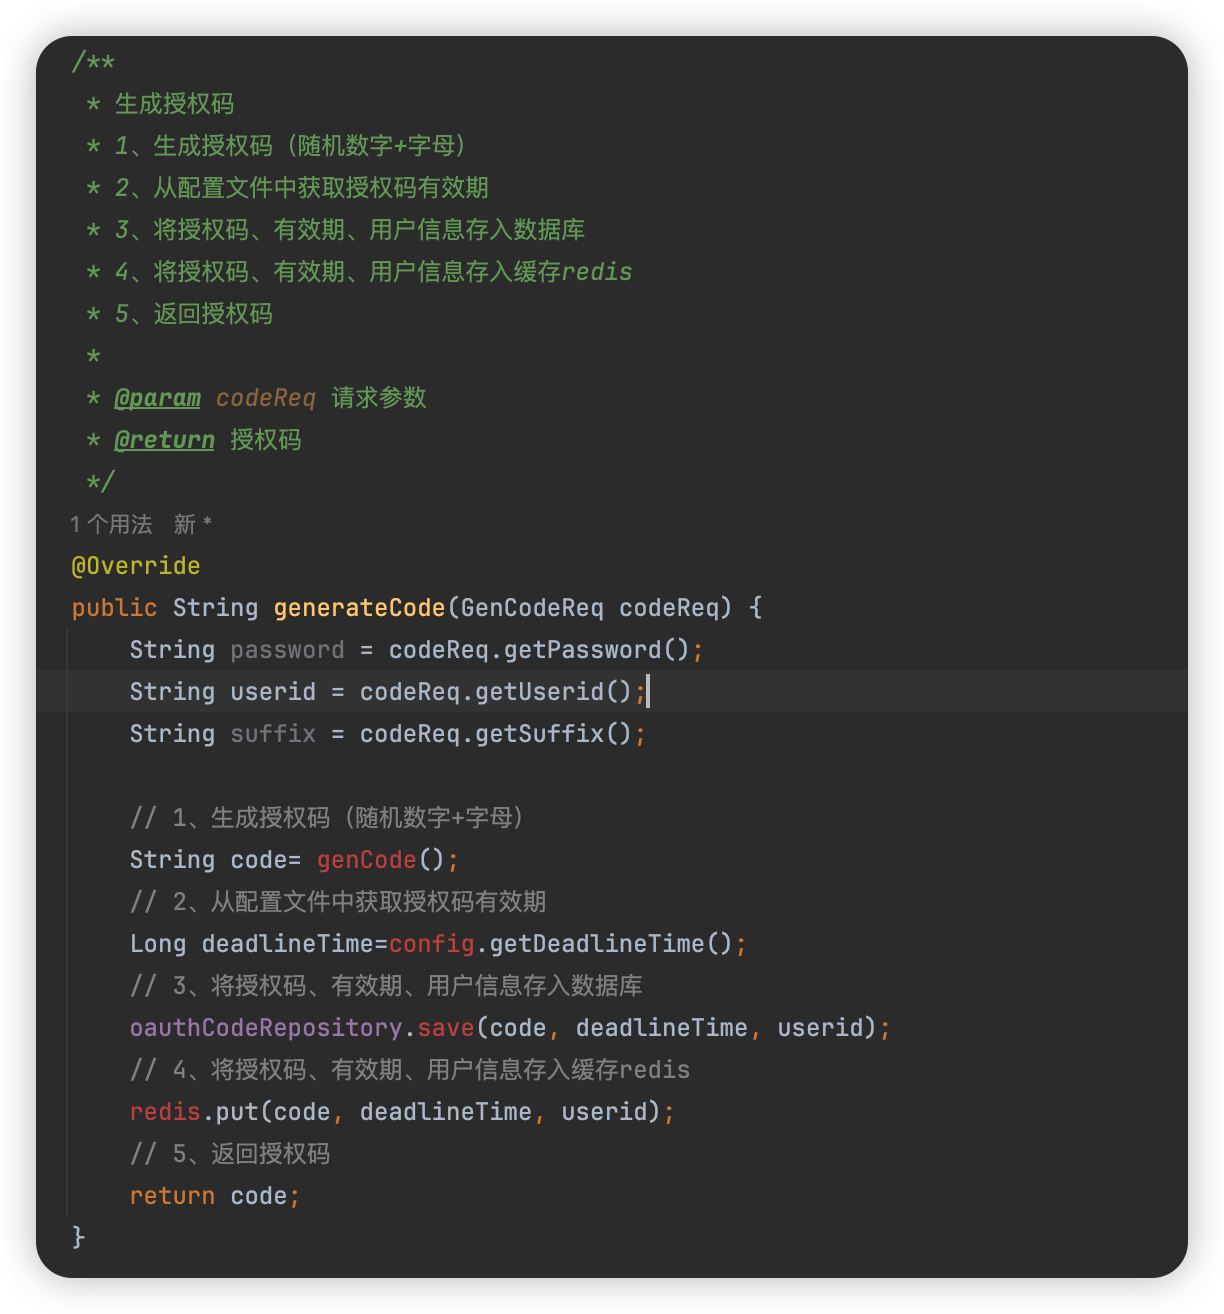 /**
 * 生成授权码
 * 1、生成授权码（随机数字+字母）
 * 2、从配置文件中获取授权码有效期
 * 3、将授权码、有效期、用户信息存入数据库
 * 4、将授权码、有效期、用户信息存入缓存redis
 * 5、返回授权码
 *
 * @param codeReq 请求参数
 * @return 授权码
 */
1 个用法 新 *
@Override
public String generateCode(GenCodeReq codeReq) {
    String password = codeReq.getPassword();
    String userid = codeReq.getUserid();
    String suffix = codeReq.getSuffix();

    // 1、生成授权码（随机数字+字母）
    String code= genCode();
    // 2、从配置文件中获取授权码有效期
    Long deadlineTime=config.getDeadlineTime();
    // 3、将授权码、有效期、用户信息存入数据库
    oauthCodeRepository.save(code, deadlineTime, userid);
    // 4、将授权码、有效期、用户信息存入缓存redis
    redis.put(code, deadlineTime, userid);
    // 5、返回授权码
    return code;
}